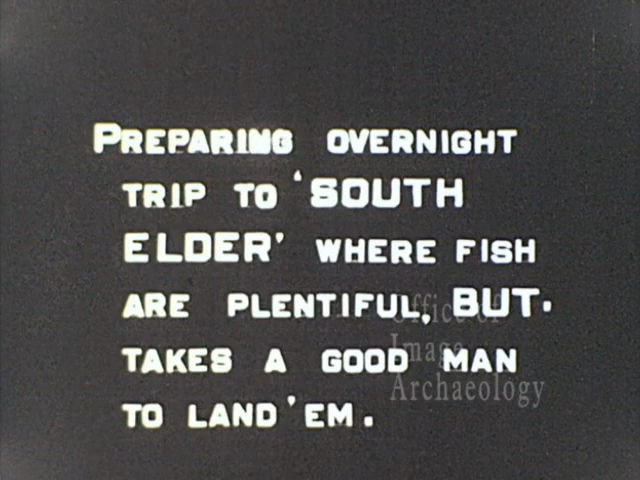 PREPARING OVERNIGHT
TRIP TO 'SOUTH
ELDER' WHERE FISH
ARE PLENTIFUL, BUT.
TAKES A GOOD MAN
TO LAND 'EM.
Office of
Image
Archaeology